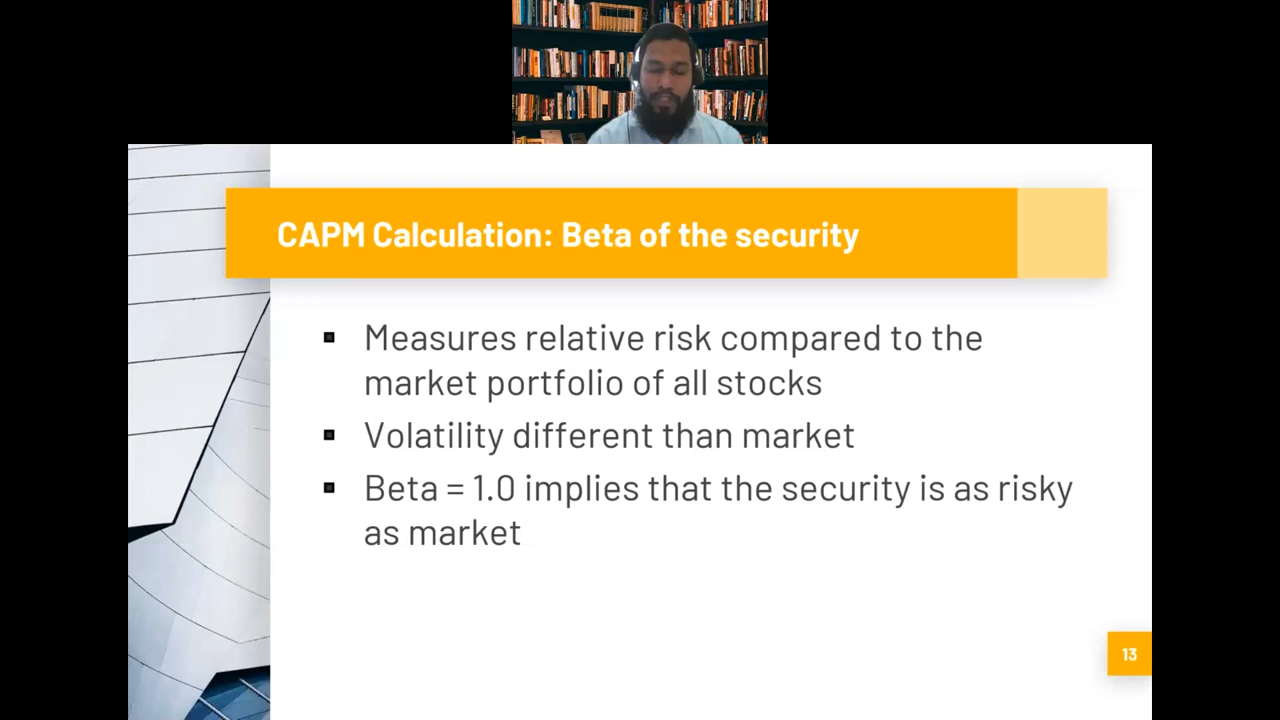 CAPM Calculation: Beta of the security
Measures relative risk compared to the
market portfolio of all stocks
Volatility different than market
Beta = 1.0 implies that the security is as risky
as market
13